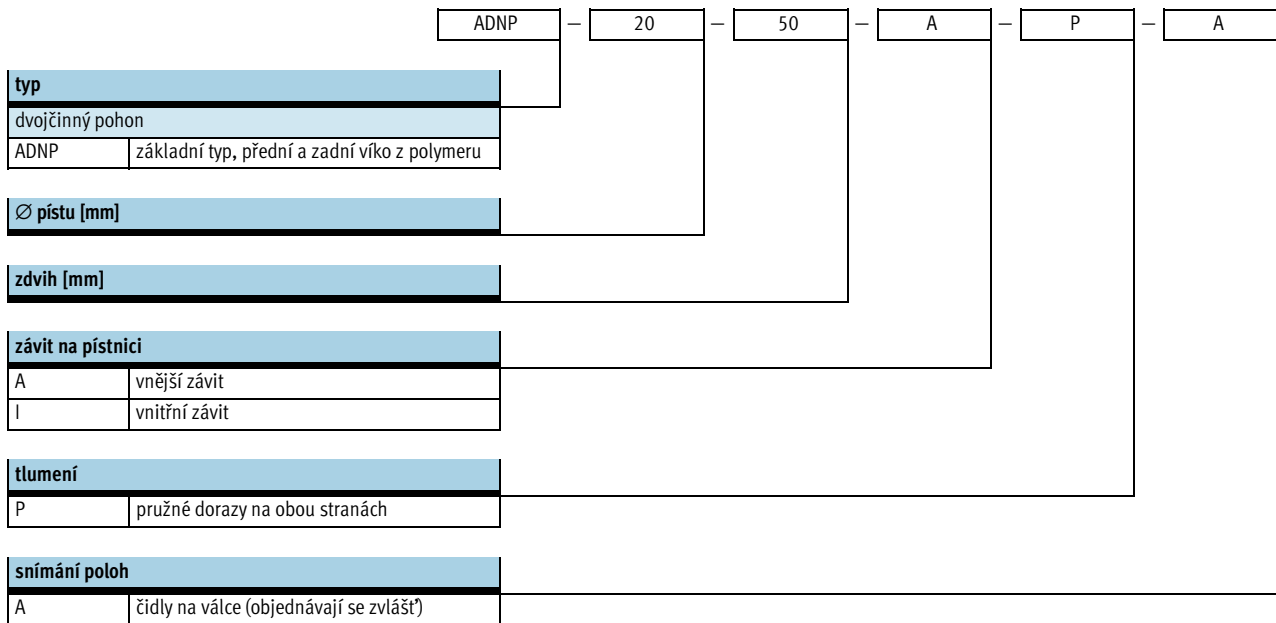 ADNP – 20 – 50 – A – P – A
typ
dvojčinný pohon
ADNP základní typ, přední a zadní víko z polymeru
∅ pístu [mm]
zdvih [mm]
závit na pístnici
A vnější závit
I vnitřní závit
tlumení
P pružné dorazy na obou stranách
snímání poloh
A čidly na válce (objednávají se zvlášť)